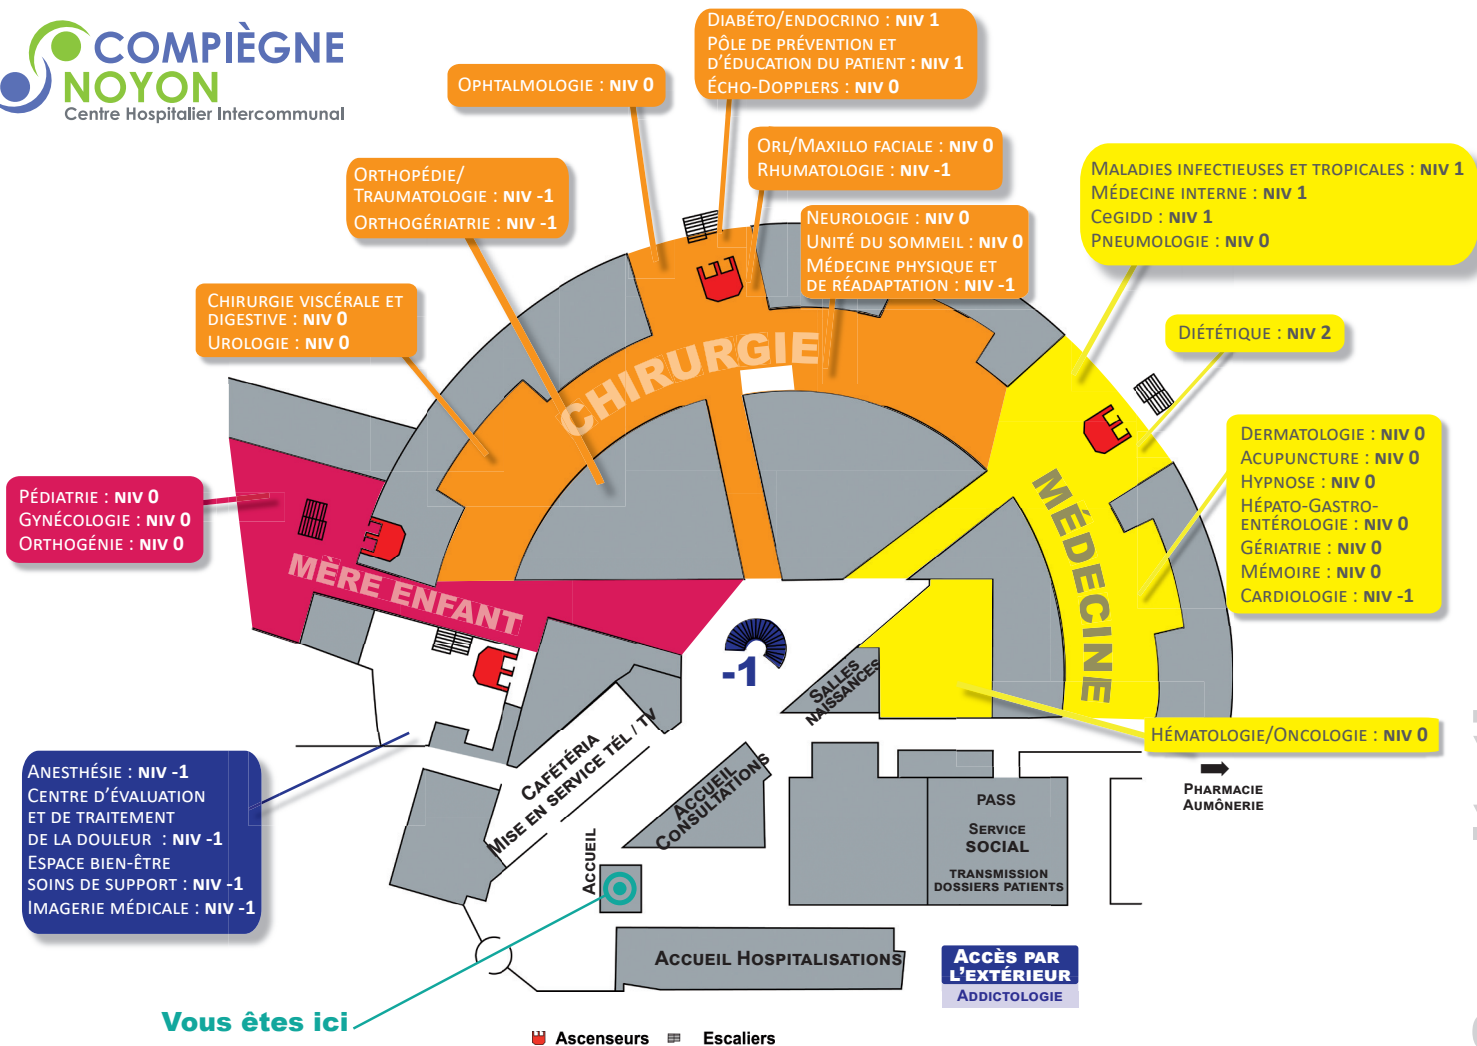 COMPIÈGNE
NOYON
Centre Hospitalier Intercommunal
DIABÉTO/ENDOCRINO : NIV 1
PÔLE DE PRÉVENTION ET
D'ÉDUCATION DU PATIENT : NIV 1
ÉCHO-DOPPLERS : NIV 0
OPHTALMOLOGIE : NIV 0
ORL/MAXILLO FACIALE : NIV 0
RHUMATOLOGIE : NIV -1
ORTHOPÉDIE/
TRAUMATOLOGIE : NIV -1
ORTHOGÉRIATRIE : NIV -1
MALADIES INFECTIEUSES ET TROPICALES : NIV 1
MÉDECINE INTERNE : NIV 1
CeGIDD : NIV 1
PNEUMOLOGIE : NIV 0
NEUROLOGIE : NIV 0
UNITÉ DU SOMMEIL : NIV 0
MÉDECINE PHYSIQUE ET
DE RÉADAPTATION : NIV -1
CHIRURGIE VISCÉRALE ET
DIGESTIVE : NIV 0
UROLOGIE : NIV 0
DIÉTÉTIQUE : NIV 2
CHIRURGIE
DERMATOLOGIE : NIV 0
ACUPUNCTURE : NIV 0
HYPNOSE : NIV 0
HÉPATO-GASTRO-
ENTÉROLOGIE : NIV 0
GÉRIATRIE : NIV 0
MÉMOIRE : NIV 0
CARDIOLOGIE : NIV -1
MÉDECINE
PÉDIATRIE : NIV 0
GYNÉCOLOGIE : NIV 0
ORTHOGÉNIE : NIV 0
MÈRE ENFANT
-1
SALLES
NAISSANCES
HÉMATOLOGIE/ONCOLOGIE : NIV 0
ANESTHÉSIE : NIV -1
CENTRE D'ÉVALUATION
ET DE TRAITEMENT
DE LA DOULEUR : NIV -1
ESPACE BIEN-ÊTRE
SOINS DE SUPPORT : NIV -1
IMAGERIE MÉDICALE : NIV -1
CAFÉTÉRIA
MISE EN SERVICE TÉL / TV
ACCUEIL
CONSULTATIONS
PHARMACIE
AUMÔNERIE
PASS
SERVICE
SOCIAL
TRANSMISSION
DOSSIERS PATIENTS
ACCUEIL
ACCUEIL HOSPITALISATIONS
ACCÈS PAR
L'EXTÉRIEUR
ADDICTOLOGIE
Vous êtes ici
Ascenseurs
Escaliers